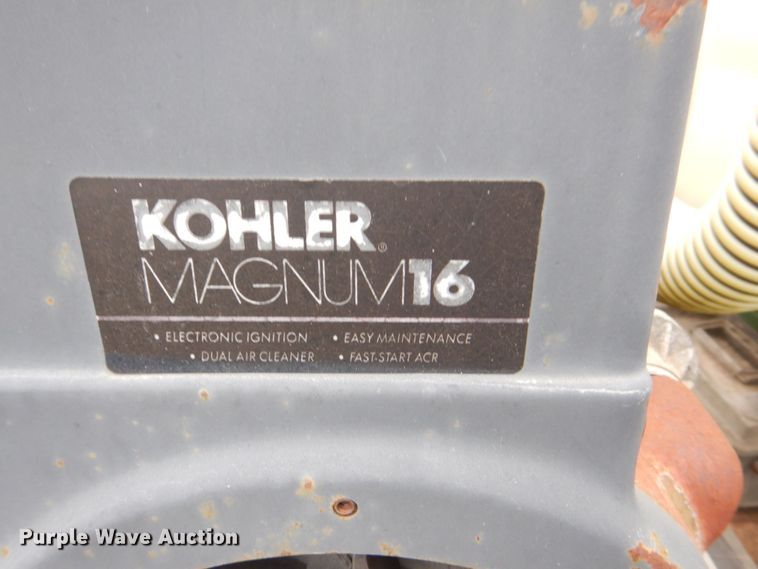 KOHLER®
MAGNUM16
• ELECTRONIC IGNITION • EASY MAINTENANCE
• DUAL AIR CLEANER • FAST-START ACR
Purple Wave Auction